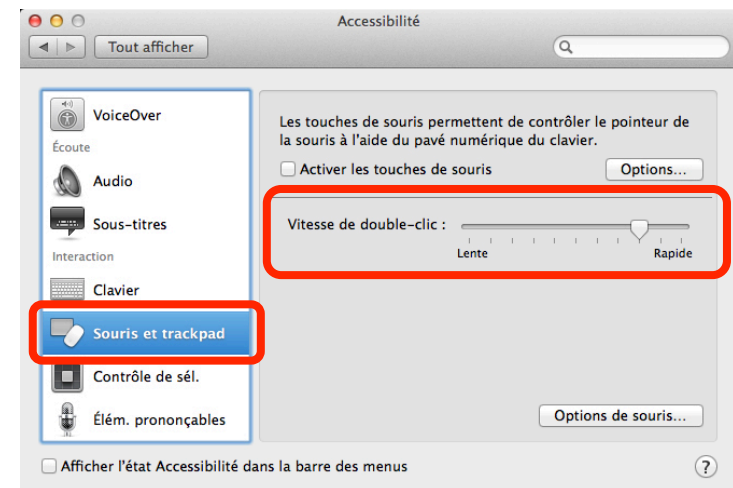 Accessibilité
Tout afficher
VoiceOver
Écoute
Audio
Sous-titres
Interaction
Clavier
Souris et trackpad
Contrôle de sél.
Élém. prononçables
Les touches de souris permettent de contrôler le pointeur de
la souris à l'aide du pavé numérique du clavier.
Activer les touches de souris
Options...
Vitesse de double-clic :
Lente
Rapide
Options de souris...
Afficher l'état Accessibilité dans la barre des menus
?